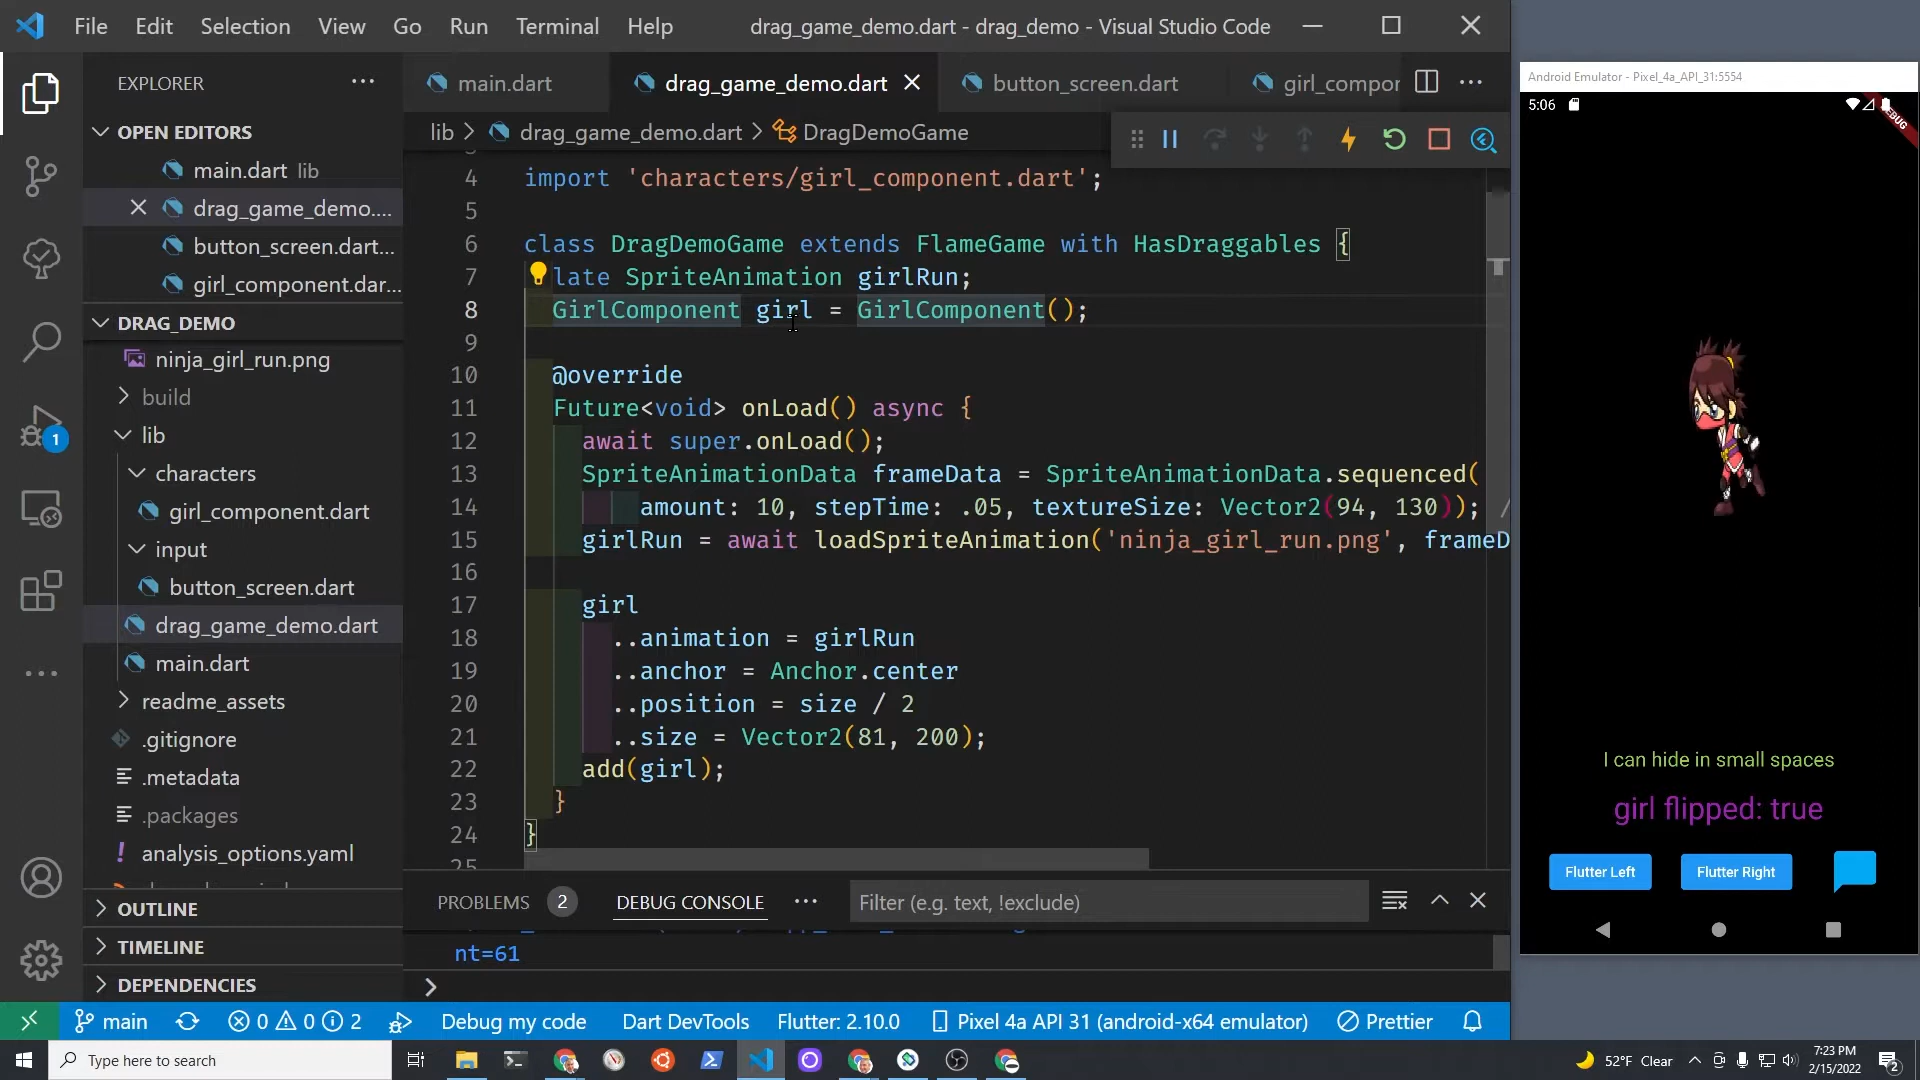 File Edit Selection View Go Run Terminal Help drag_game_demo.dart - drag_demo - Visual Studio Code
EXPLORER
OPEN EDITORS
main.dart lib
drag_game_demo....
button_screen.dart...
girl_component.dar...
DRAG_DEMO
ninja_girl_run.png
build
lib
characters
girl_component.dart
input
button_screen.dart
drag_game_demo.dart
main.dart
readme_assets
.gitignore
.metadata
.packages
analysis_options.yaml
OUTLINE
TIMELINE
DEPENDENCIES
1
main.dart drag_game_demo.dart button_screen.dart girl_compor
lib > drag_game_demo.dart > DragDemoGame
4 import 'characters/girl_component.dart';
5
6 class DragDemoGame extends FlameGame with HasDraggables {
7 late SpriteAnimation girlRun;
8 GirlComponent girl = GirlComponent();
9
10 @override
11 Future<void> onLoad() async {
12 await super.onLoad();
13 SpriteAnimationData frameData = SpriteAnimationData.sequenced(
14 amount: 10, stepTime: .05, textureSize: Vector2(94, 130)); /
15 girlRun = await loadSpriteAnimation('ninja_girl_run.png', frameD
16
17 girl
18 ..animation = girlRun
19 ..anchor = Anchor.center
20 ..position = size / 2
21 ..size = Vector2(81, 200);
22 add(girl);
23 }
24 }
25
PROBLEMS 2 DEBUG CONSOLE ... Filter (e.g. text, !exclude)
nt=61
>
main 0 0 2 Debug my code Dart DevTools Flutter: 2.10.0 Pixel 4a API 31 (android-x64 emulator) Prettier
Android Emulator - Pixel_4a_API_31:5554
5:06
I can hide in small spaces
girl flipped: true
Flutter Left Flutter Right
Type here to search
52°F Clear
7:23 PM
2/15/2022
2